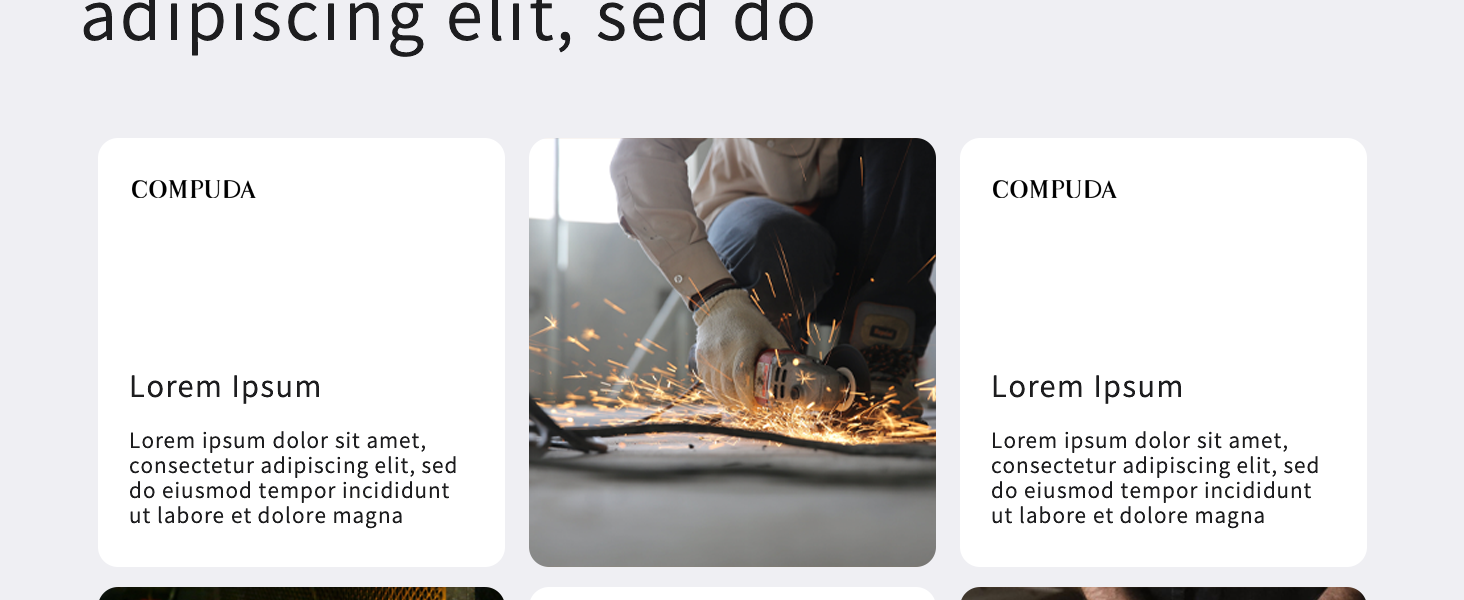 adipiscing elit, sed do
COMPUDA
Lorem Ipsum
Lorem ipsum dolor sit amet,
consectetur adipiscing elit, sed
do eiusmod tempor incididunt
ut labore et dolore magna
COMPUDA
Lorem Ipsum
Lorem ipsum dolor sit amet,
consectetur adipiscing elit, sed
do eiusmod tempor incididunt
ut labore et dolore magna